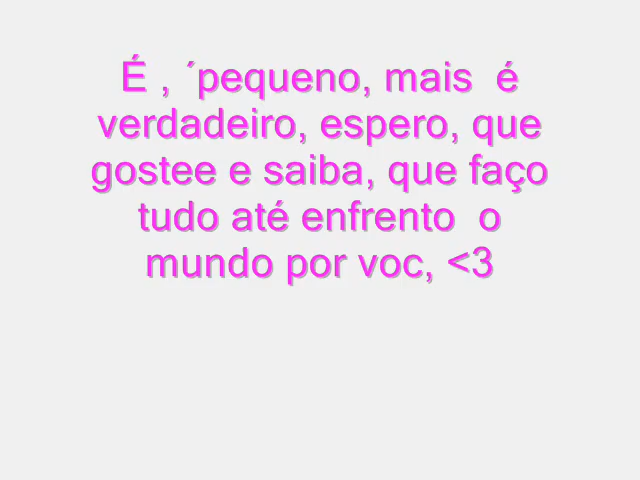 É , ´pequeno, mais  é
verdadeiro, espero, que
gostee e saiba, que faço
tudo até enfrento  o
mundo por voc, <3